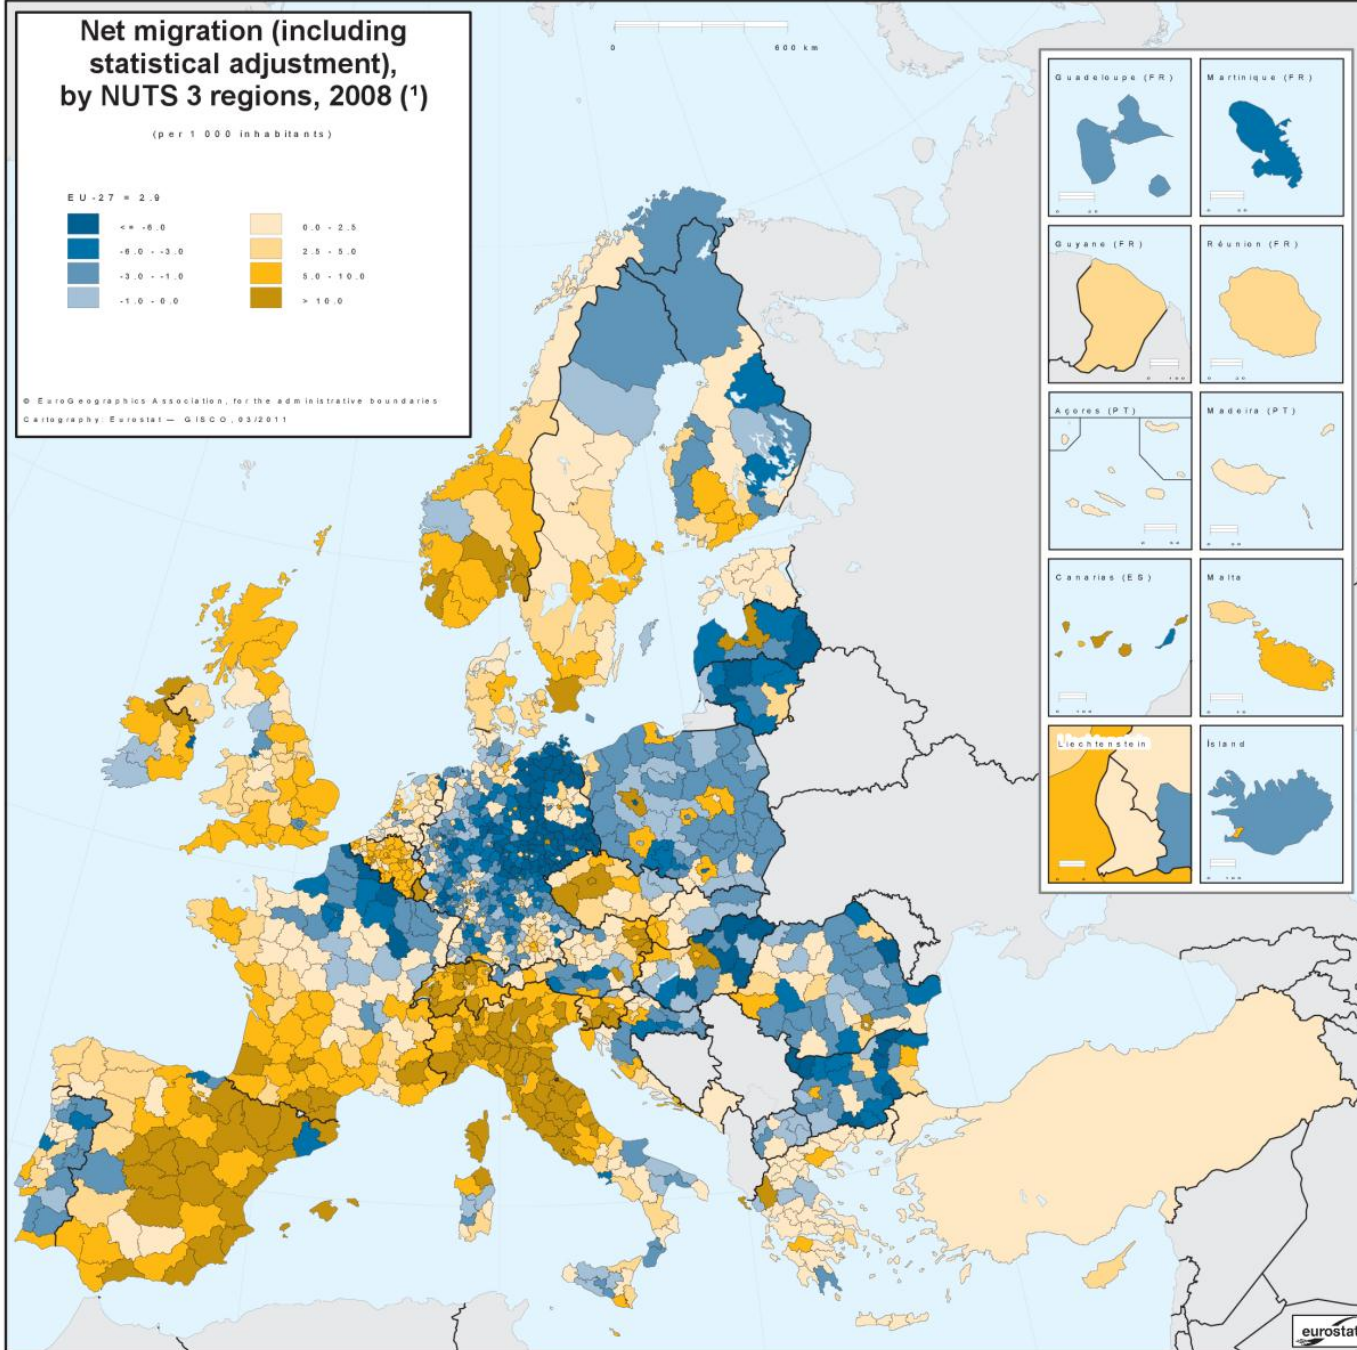 Net migration (including
statistical adjustment),
by NUTS 3 regions, 2008 (¹)
(per 1 000 inhabitants)
EU-27 = 2.9
<= -6.0
-6.0 - -3.0
-3.0 - -1.0
-1.0 - 0.0
0.0 - 2.5
2.5 - 5.0
5.0 - 10.0
> 10.0
© EuroGeographics Association, for the administrative boundaries
Cartography: Eurostat — GISCO, 03/2011
0 600 km
Guadeloupe (FR)
Martinique (FR)
Guyane (FR)
Réunion (FR)
Açores (PT)
Madeira (PT)
Canarias (ES)
Malta
Liechtenstein
Ísland
eurostat